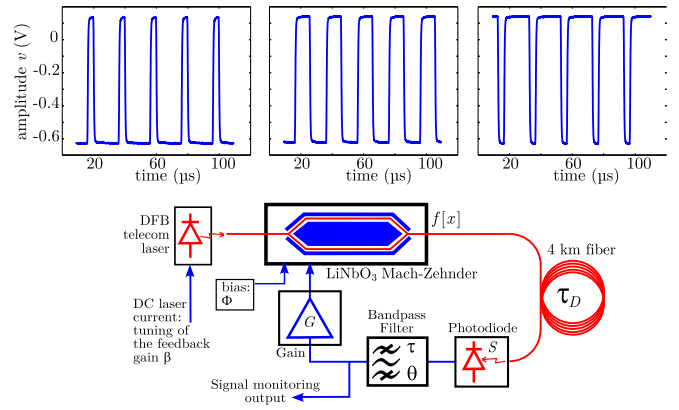 amplitude v (V)
0
-0.2
-0.4
-0.6
20 60 100
time (µs)
20 60 100
time (µs)
20 60 100
time (µs)
DFB
telecom
laser
f[x]
LiNbO₃ Mach-Zehnder
4 km fiber
τD
bias:
Φ
DC laser
current:
tuning of
the feedback
gain β
G
Gain
Bandpass
Filter
τ
θ
Photodiode
S
Signal monitoring
output